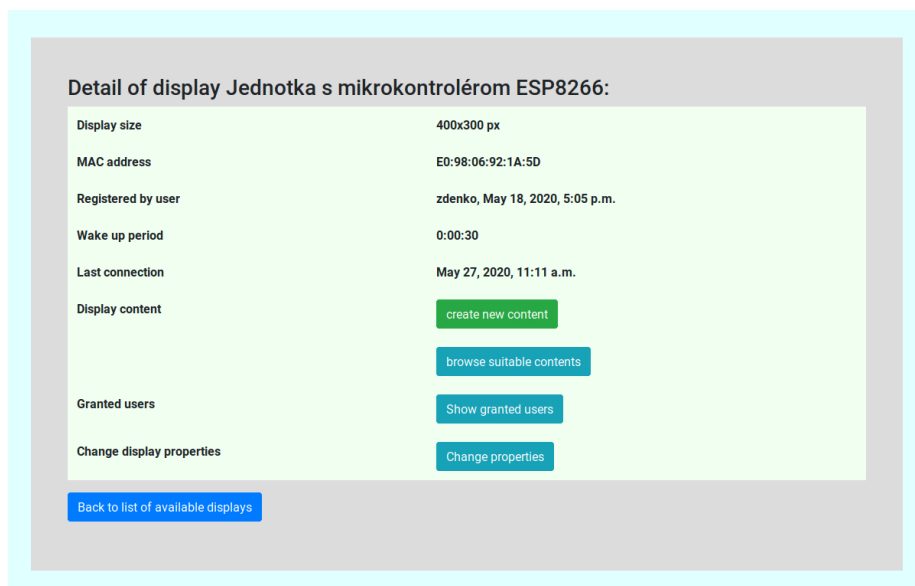 Detail of display Jednotka s mikrokontrolérom ESP8266:
Display size 400x300 px
MAC address E0:98:06:92:1A:5D
Registered by user zdenko, May 18, 2020, 5:05 p.m.
Wake up period 0:00:30
Last connection May 27, 2020, 11:11 a.m.
Display content create new content
browse suitable contents
Granted users Show granted users
Change display properties Change properties
Back to list of available displays